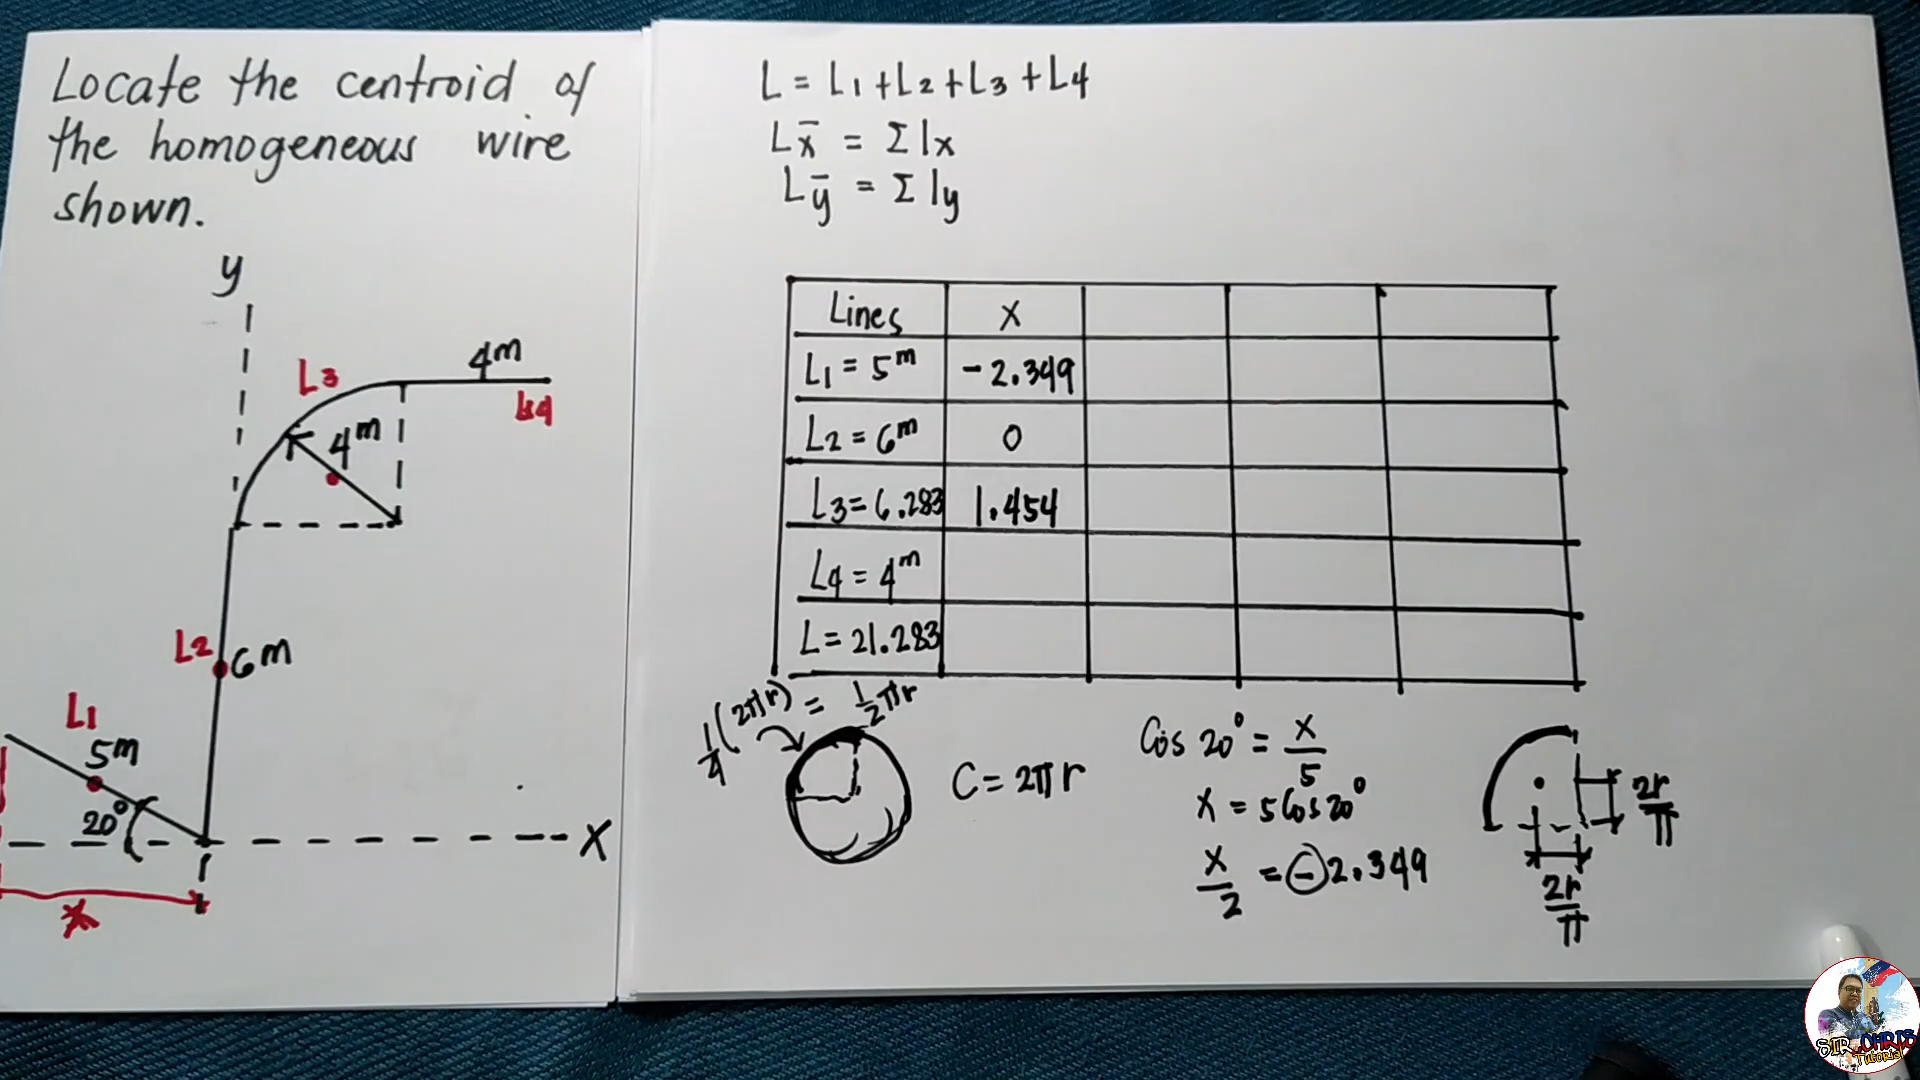 Locate the centroid of
the homogeneous wire
shown.
y
L3
4m
L4
4m
L2
6m
L1
5m
20°
X
x
L = L1 + L2 + L3 + L4
Lx̄ = Σ lx
Lȳ = Σ ly
Lines X
L1 = 5m -2.349
L2 = 6m 0
L3 = 6.283 1.454
L4 = 4m
L = 21.283
1/4 (2πr) = 1/2 πr
C = 2πr
Cos 20° = x/5
x = 5 Cos 20°
x/2 = -2.349
2r/π
2r/π
SIR CHRIS
TUTORIAL